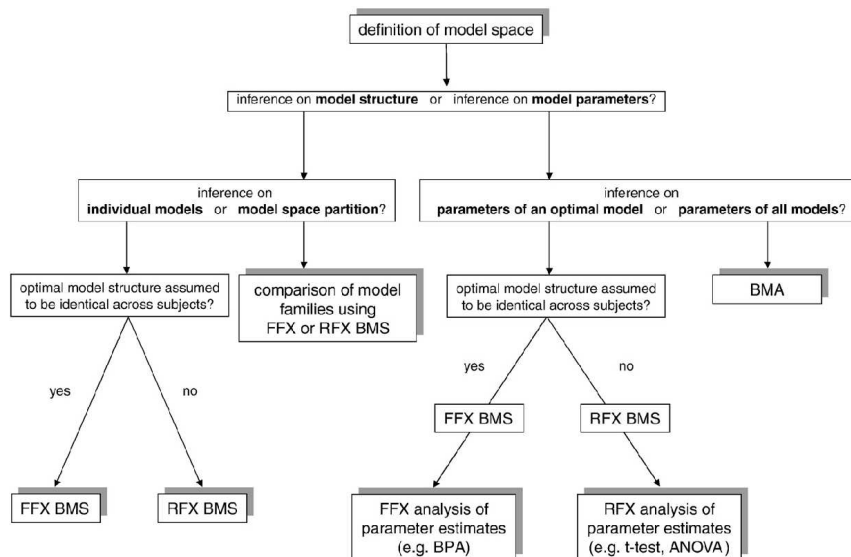 definition of model space
inference on model structure or inference on model parameters?
inference on
individual models or model space partition?
inference on
parameters of an optimal model or parameters of all models?
optimal model structure assumed
to be identical across subjects?
comparison of model
families using
FFX or RFX BMS
optimal model structure assumed
to be identical across subjects?
BMA
yes
no
yes
no
FFX BMS
RFX BMS
FFX BMS
RFX BMS
FFX analysis of
parameter estimates
(e.g. BPA)
RFX analysis of
parameter estimates
(e.g. t-test, ANOVA)